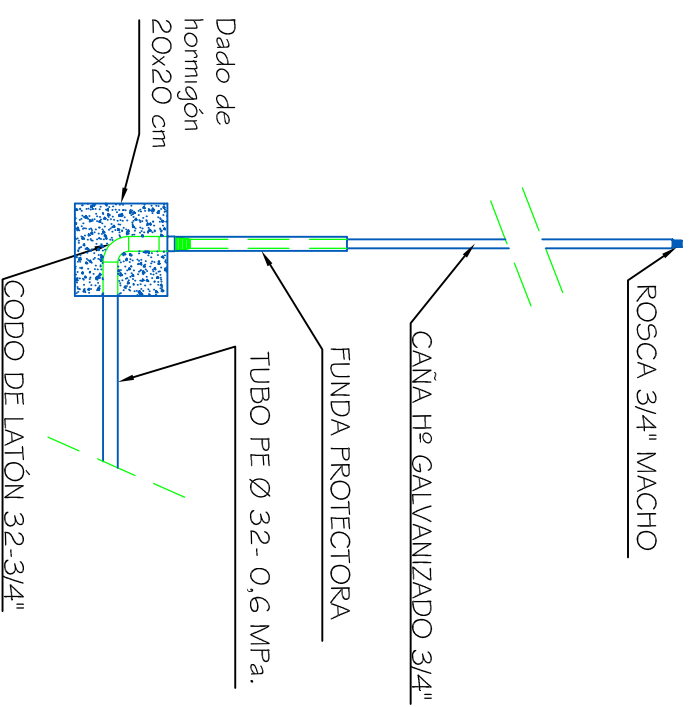 ROSCA 3/4" MACHO
CAÑA Hº GALVANIZADO 3/4"
FUNDA PROTECTORA
TUBO PE Ø 32- 0,6 MPa.
Dado de
hormigón
20x20 cm
CODO DE LATÓN 32-3/4"